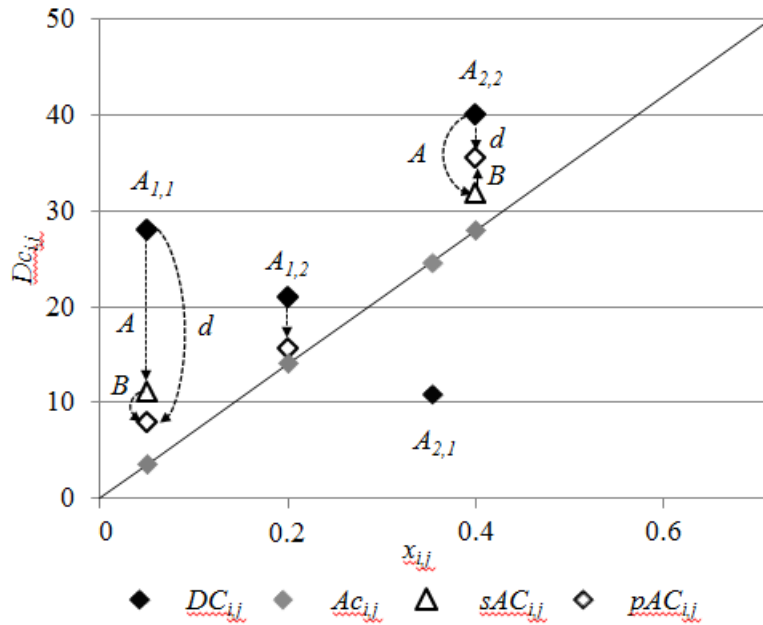 50
A2,2
40
d
A
B
A1,1
30
Dci,j
A1,2
20
A
d
B
10
A2,1
0
0
0.2
0.4
0.6
xi,j
DCi,j
Aci,j
sACi,j
pACi,j